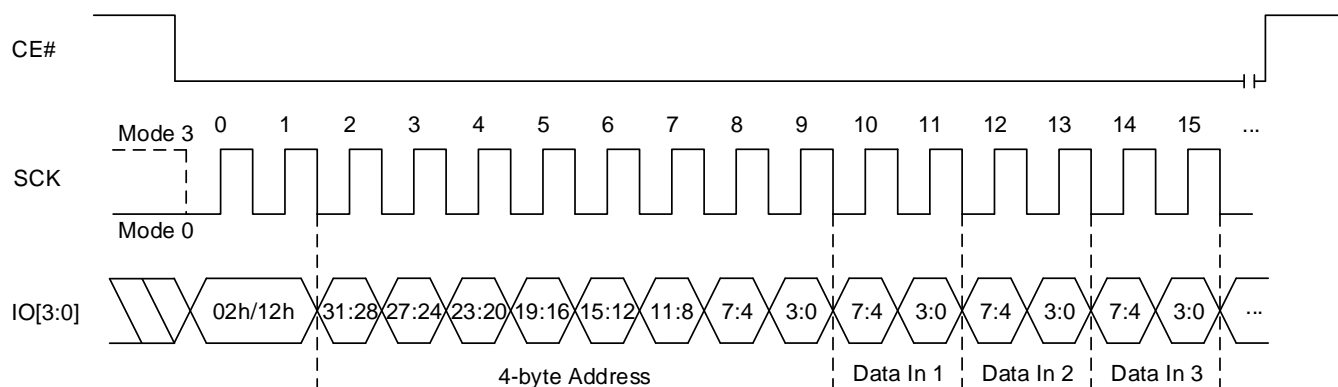 CE#
0 1 2 3 4 5 6 7 8 9 10 11 12 13 14 15 ...
Mode 3
SCK
Mode 0
IO[3:0] 02h/12h 31:28 27:24 23:20 19:16 15:12 11:8 7:4 3:0 7:4 3:0 7:4 3:0 7:4 3:0 ...
4-byte Address Data In 1 Data In 2 Data In 3